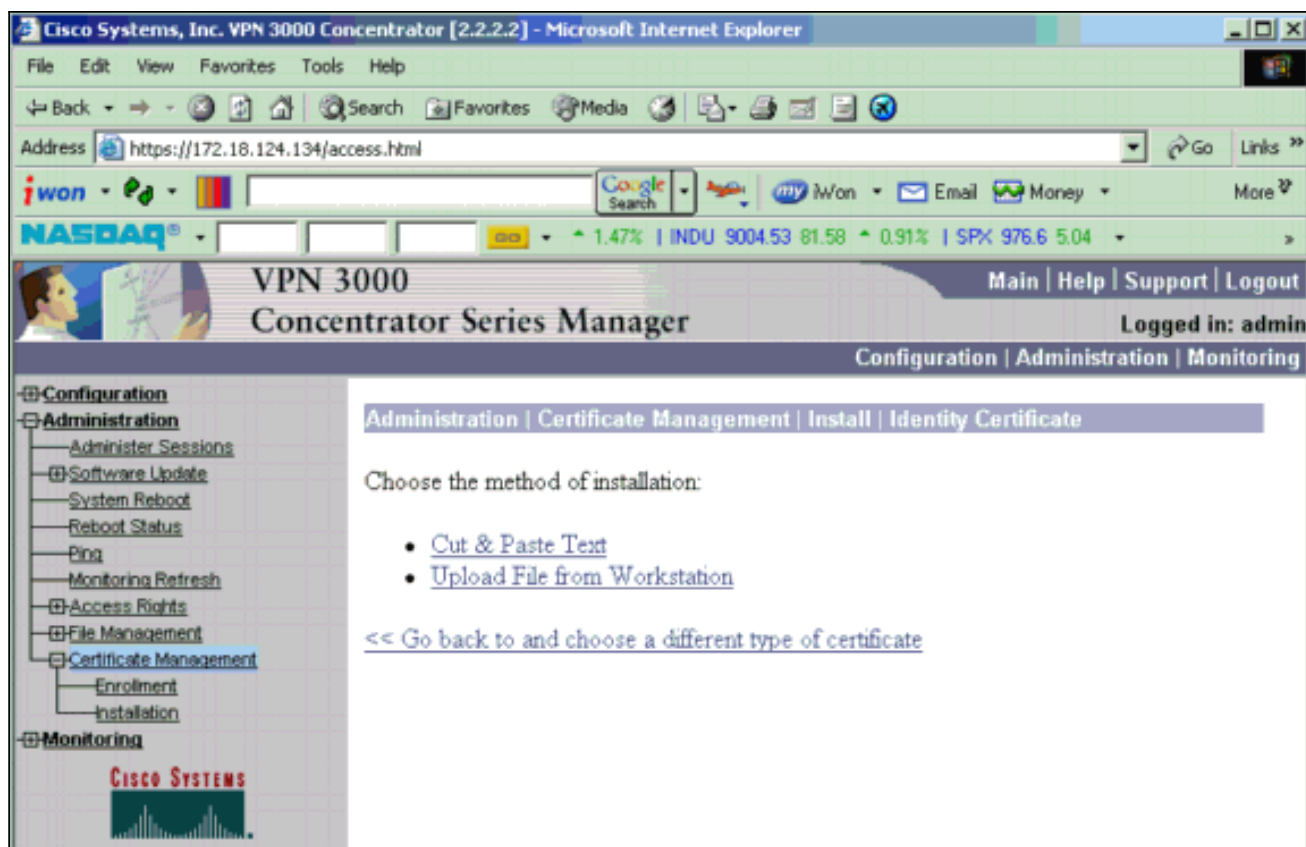 Cisco Systems, Inc. VPN 3000 Concentrator [2.2.2.2] - Microsoft Internet Explorer
File Edit View Favorites Tools Help
Back Search Favorites Media
Address https://172.18.124.134/access.html Go Links »
iwon Google Search my iWon Email Money More
NASDAQ® GO 1.47% | INDU 9004.53 81.58 0.91% | SPX 976.6 5.04 »
VPN 3000
Concentrator Series Manager
Main | Help | Support | Logout
Logged in: admin
Configuration | Administration | Monitoring
Configuration
Administration
Administer Sessions
Software Update
System Reboot
Reboot Status
Ping
Monitoring Refresh
Access Rights
File Management
Certificate Management
Enrollment
Installation
Monitoring
CISCO SYSTEMS
Administration | Certificate Management | Install | Identity Certificate
Choose the method of installation:
• Cut & Paste Text
• Upload File from Workstation
<< Go back to and choose a different type of certificate